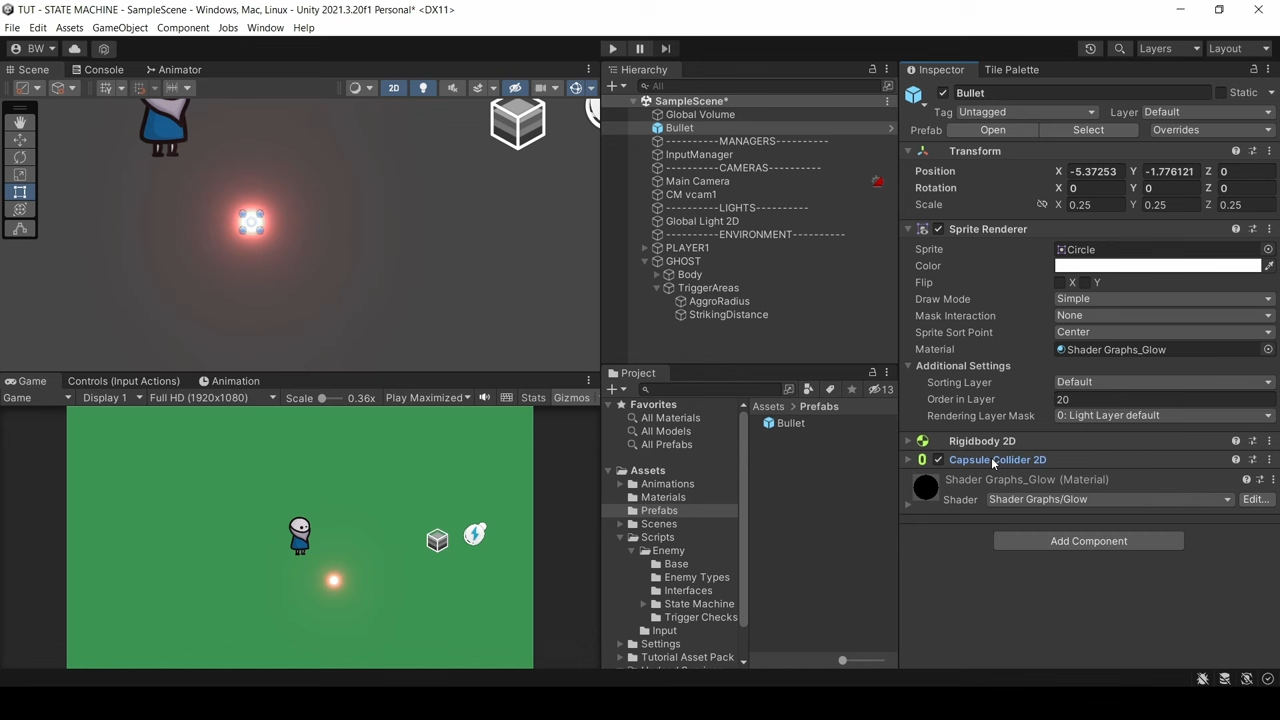 TUT - STATE MACHINE - SampleScene - Windows, Mac, Linux - Unity 2021.3.20f1 Personal* <DX11>
File Edit Assets GameObject Component Jobs Window Help
BW
Layers Layout
Scene Console Animator
2D
Hierarchy
All
SampleScene*
Global Volume
Bullet
----------MANAGERS----------
InputManager
----------CAMERAS----------
Main Camera
CM vcam1
----------LIGHTS----------
Global Light 2D
----------ENVIRONMENT----------
PLAYER1
GHOST
Body
TriggerAreas
AggroRadius
StrikingDistance
Game Controls (Input Actions) Animation
Game Display 1 Full HD (1920x1080) Scale 0.36x Play Maximized Stats Gizmos
Project
13
Favorites
All Materials
All Models
All Prefabs
Assets
Animations
Materials
Prefabs
Scenes
Scripts
Enemy
Base
Enemy Types
Interfaces
State Machine
Trigger Checks
Input
Settings
Tutorial Asset Pack
Assets > Prefabs
Bullet
Inspector Tile Palette
Bullet Static
Tag Untagged Layer Default
Prefab Open Select Overrides
Transform
Position X -5.37253 Y -1.776121 Z 0
Rotation X 0 Y 0 Z 0
Scale X 0.25 Y 0.25 Z 0.25
Sprite Renderer
Sprite Circle
Color
Flip X Y
Draw Mode Simple
Mask Interaction None
Sprite Sort Point Center
Material Shader Graphs_Glow
Additional Settings
Sorting Layer Default
Order in Layer 20
Rendering Layer Mask 0: Light Layer default
Rigidbody 2D
Capsule Collider 2D
Shader Graphs_Glow (Material)
Shader Shader Graphs/Glow Edit...
Add Component